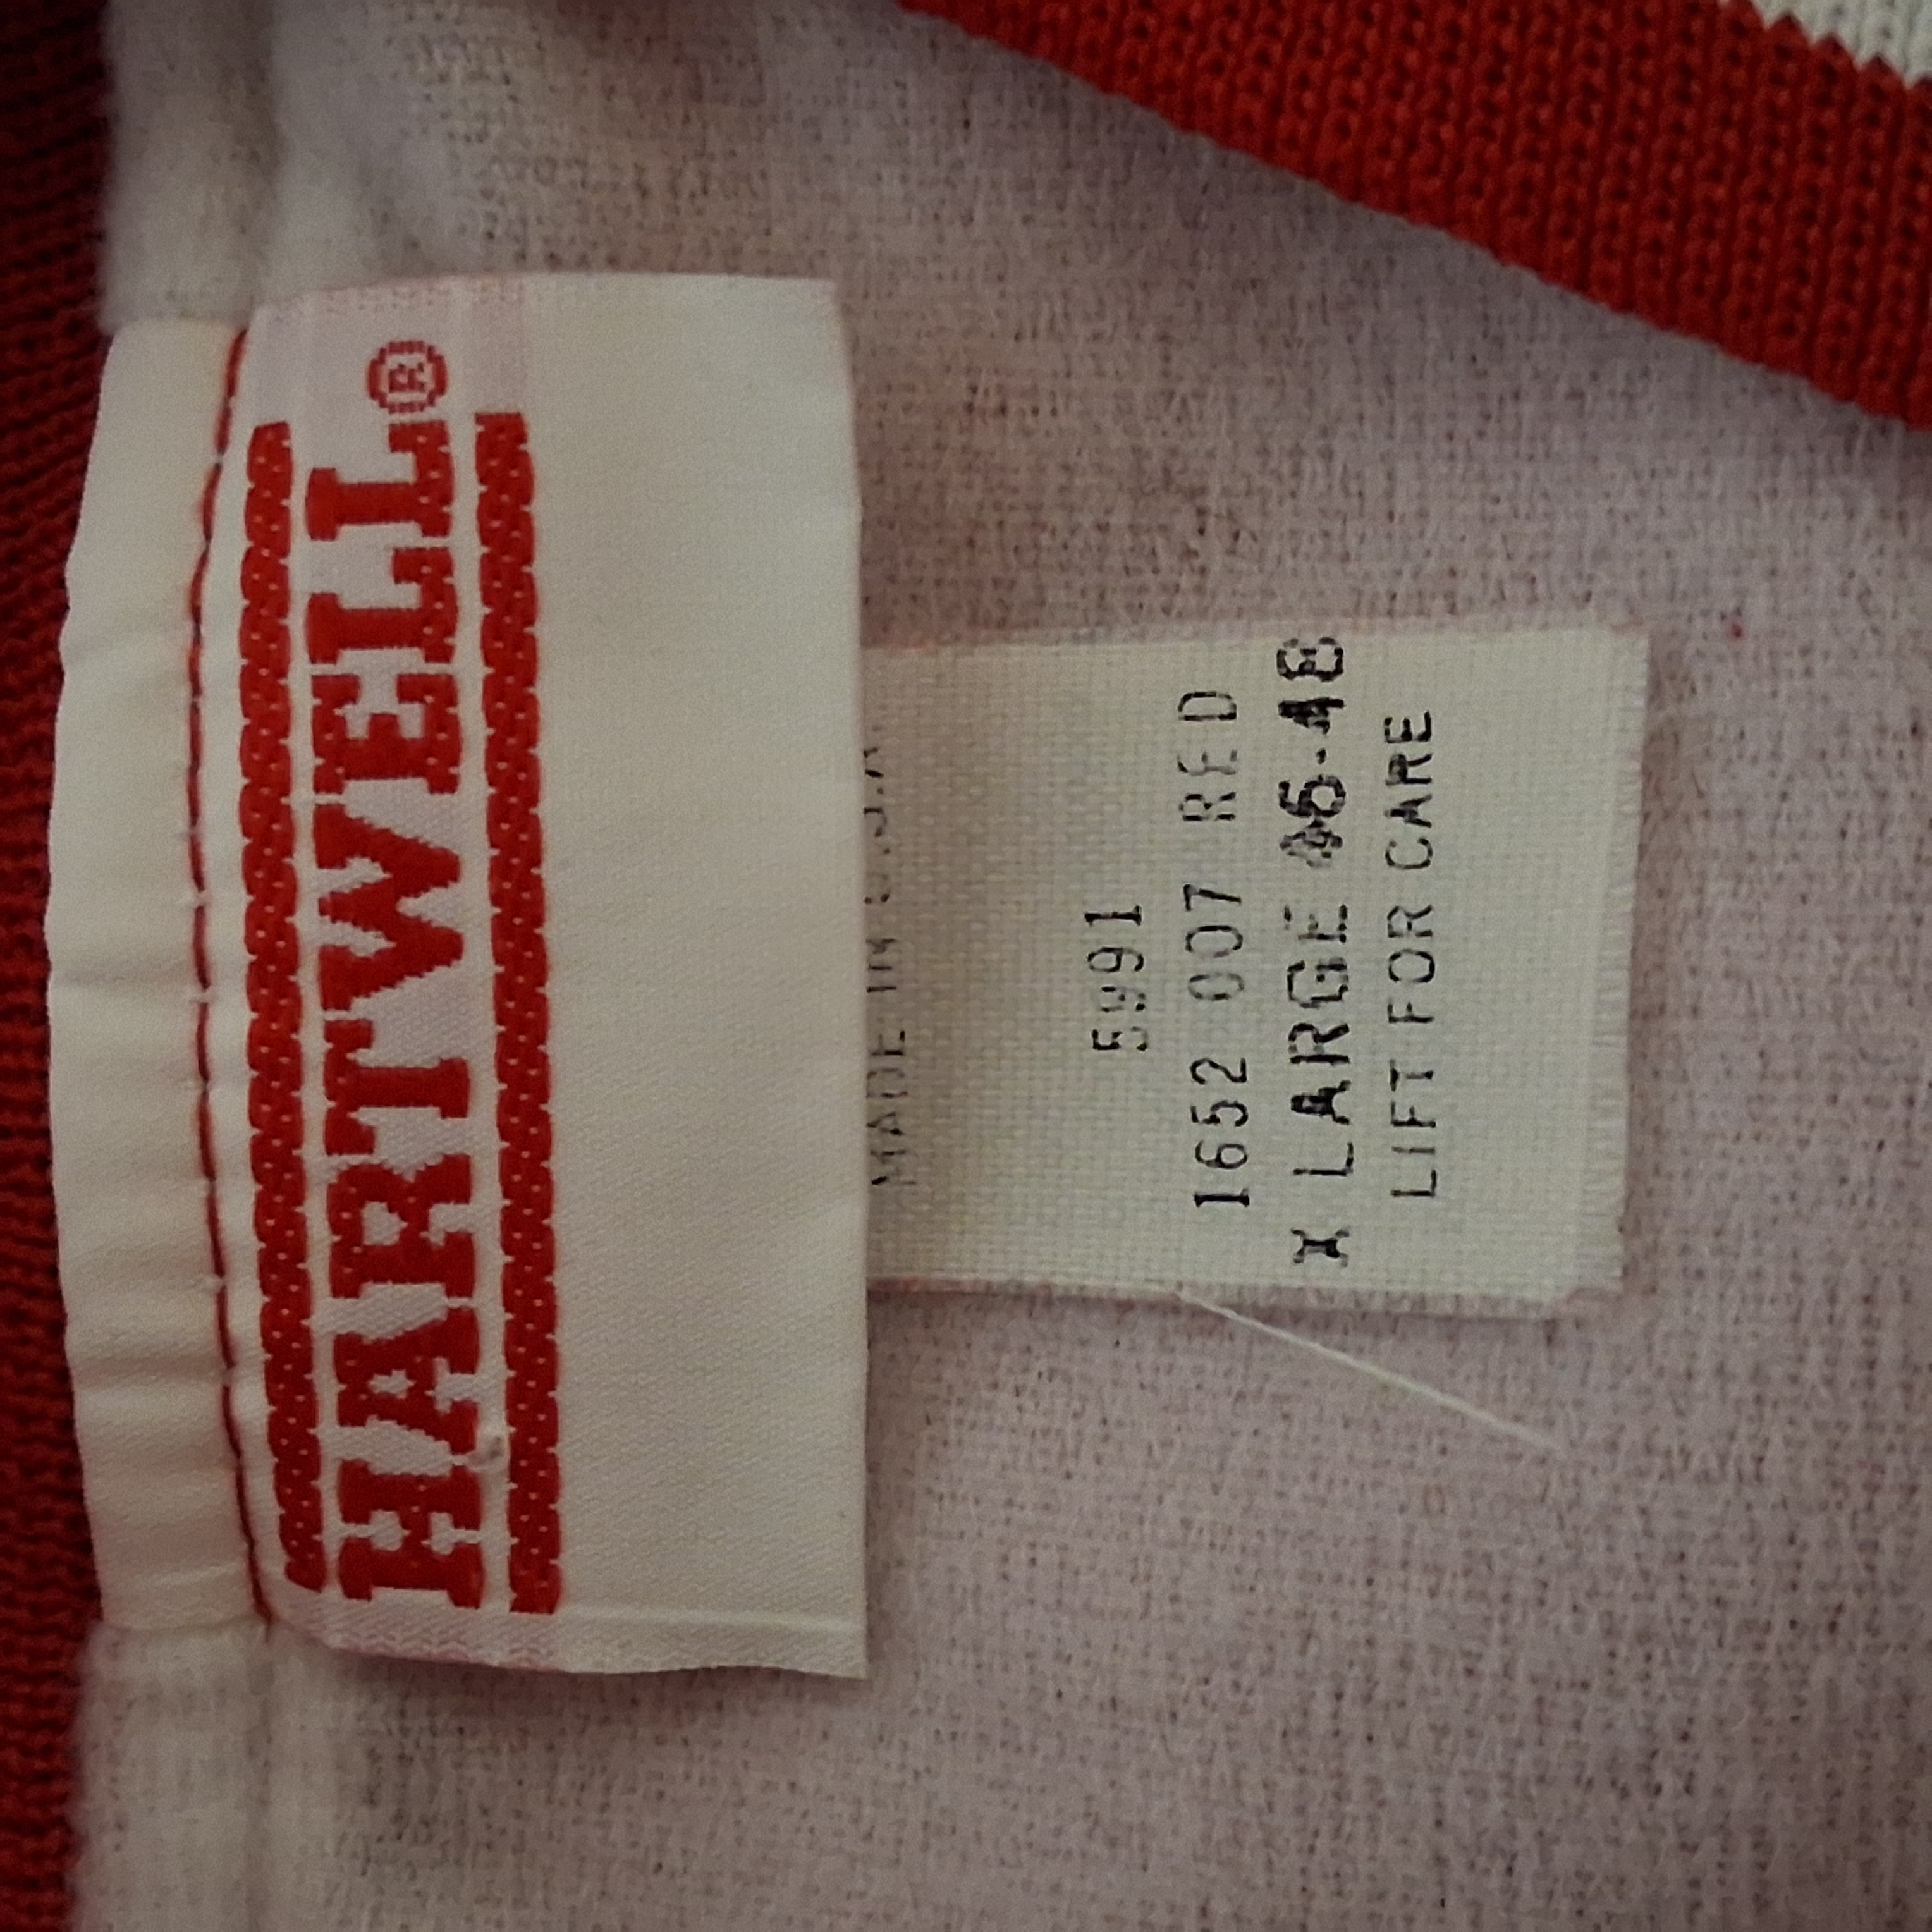 HARTWELL®
MADE IN U.S.A.
5991
1652 007 RED
X LARGE 46-48
LIFT FOR CARE